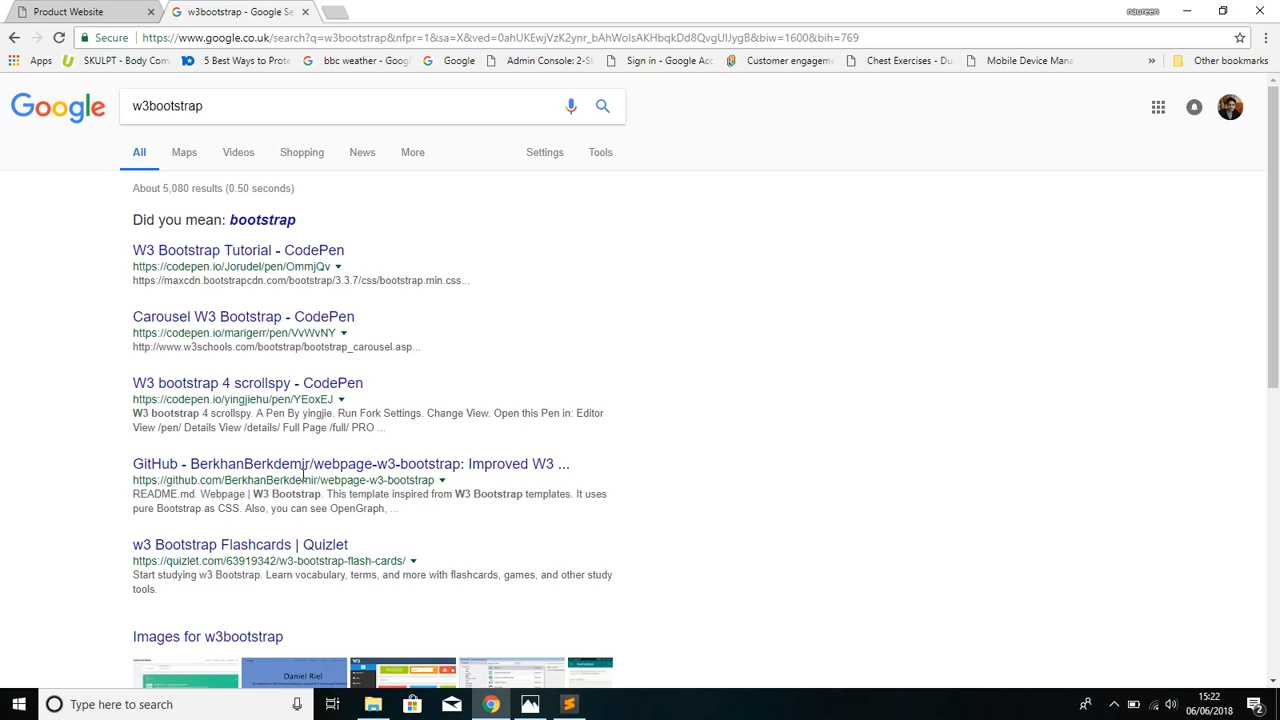 Product Website
w3bootstrap - Google Se
naureen
Secure
https://www.google.co.uk/search?q=w3bootstrap&nfpr=1&sa=X&ved=0ahUKEwjVzK2ynr_bAhWoIsAKHbqkDd8QvgUIJygB&biw=1600&bih=769
Apps
SKULPT - Body Com
5 Best Ways to Prote
bbc weather - Goog
Google
Admin Console: 2-S
Sign in - Google Acc
Customer engageme
Chest Exercises - Du
Mobile Device Mana
»
Other bookmarks
Google
w3bootstrap
All
Maps
Videos
Shopping
News
More
Settings
Tools
About 5,080 results (0.50 seconds)
Did you mean: bootstrap
W3 Bootstrap Tutorial - CodePen
https://codepen.io/Jorudel/pen/OmmjQv
https://maxcdn.bootstrapcdn.com/bootstrap/3.3.7/css/bootstrap.min.css...
Carousel W3 Bootstrap - CodePen
https://codepen.io/marigerr/pen/VvWvNY
http://www.w3schools.com/bootstrap/bootstrap_carousel.asp...
W3 bootstrap 4 scrollspy - CodePen
https://codepen.io/yingjiehu/pen/YEoxEJ
W3 bootstrap 4 scrollspy. A Pen By yingjie. Run Fork Settings. Change View. Open this Pen in: Editor
View /pen/ Details View /details/ Full Page /full/ PRO ...
GitHub - BerkhanBerkdemir/webpage-w3-bootstrap: Improved W3 ...
https://github.com/BerkhanBerkdemir/webpage-w3-bootstrap
README.md. Webpage | W3 Bootstrap. This template inspired from W3 Bootstrap templates. It uses
pure Bootstrap as CSS. Also, you can see OpenGraph, ...
w3 Bootstrap Flashcards | Quizlet
https://quizlet.com/63919342/w3-bootstrap-flash-cards/
Start studying w3 Bootstrap. Learn vocabulary, terms, and more with flashcards, games, and other study
tools.
Images for w3bootstrap
Daniel Riel
Type here to search
15:22
06/06/2018
2